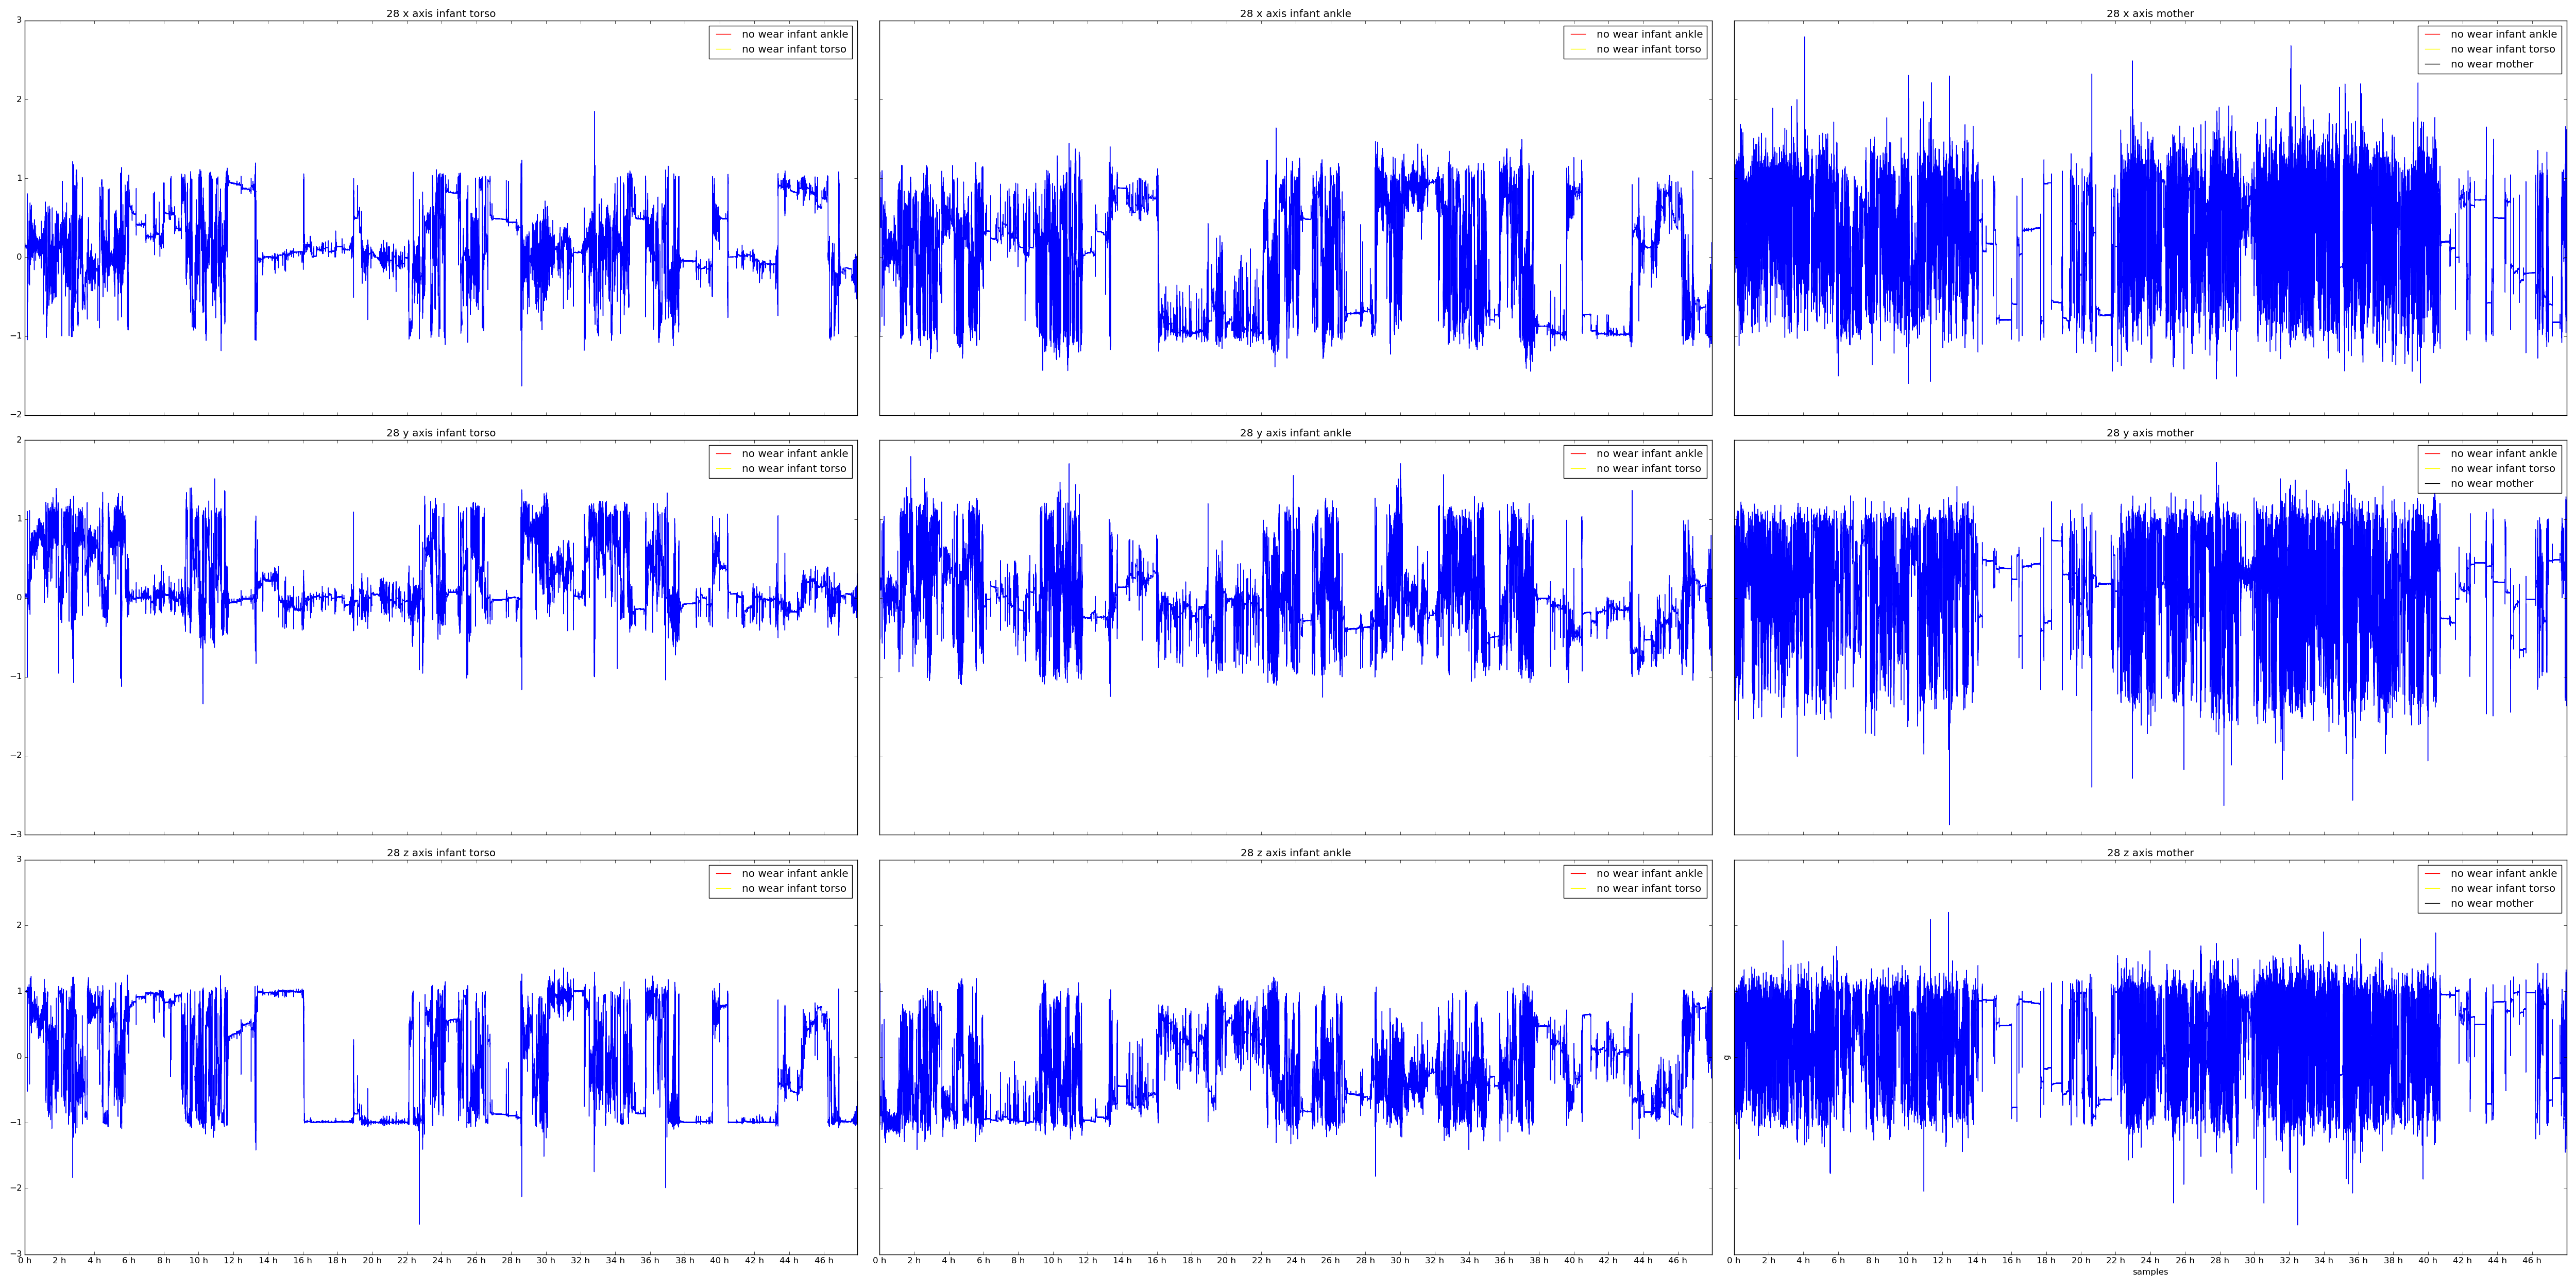 28 x axis infant torso
28 x axis infant ankle
28 x axis mother
no wear infant ankle
no wear infant torso
no wear infant ankle
no wear infant torso
no wear infant ankle
no wear infant torso
no wear mother
3
2
1
0
−1
−2
28 y axis infant torso
28 y axis infant ankle
28 y axis mother
no wear infant ankle
no wear infant torso
no wear infant ankle
no wear infant torso
no wear infant ankle
no wear infant torso
no wear mother
2
1
0
−1
−2
−3
28 z axis infant torso
28 z axis infant ankle
28 z axis mother
no wear infant ankle
no wear infant torso
no wear infant ankle
no wear infant torso
no wear infant ankle
no wear infant torso
no wear mother
3
2
1
0
−1
−2
−3
g
0 h 2 h 4 h 6 h 8 h 10 h 12 h 14 h 16 h 18 h 20 h 22 h 24 h 26 h 28 h 30 h 32 h 34 h 36 h 38 h 40 h 42 h 44 h 46 h
0 h 2 h 4 h 6 h 8 h 10 h 12 h 14 h 16 h 18 h 20 h 22 h 24 h 26 h 28 h 30 h 32 h 34 h 36 h 38 h 40 h 42 h 44 h 46 h
0 h 2 h 4 h 6 h 8 h 10 h 12 h 14 h 16 h 18 h 20 h 22 h 24 h 26 h 28 h 30 h 32 h 34 h 36 h 38 h 40 h 42 h 44 h 46 h
samples